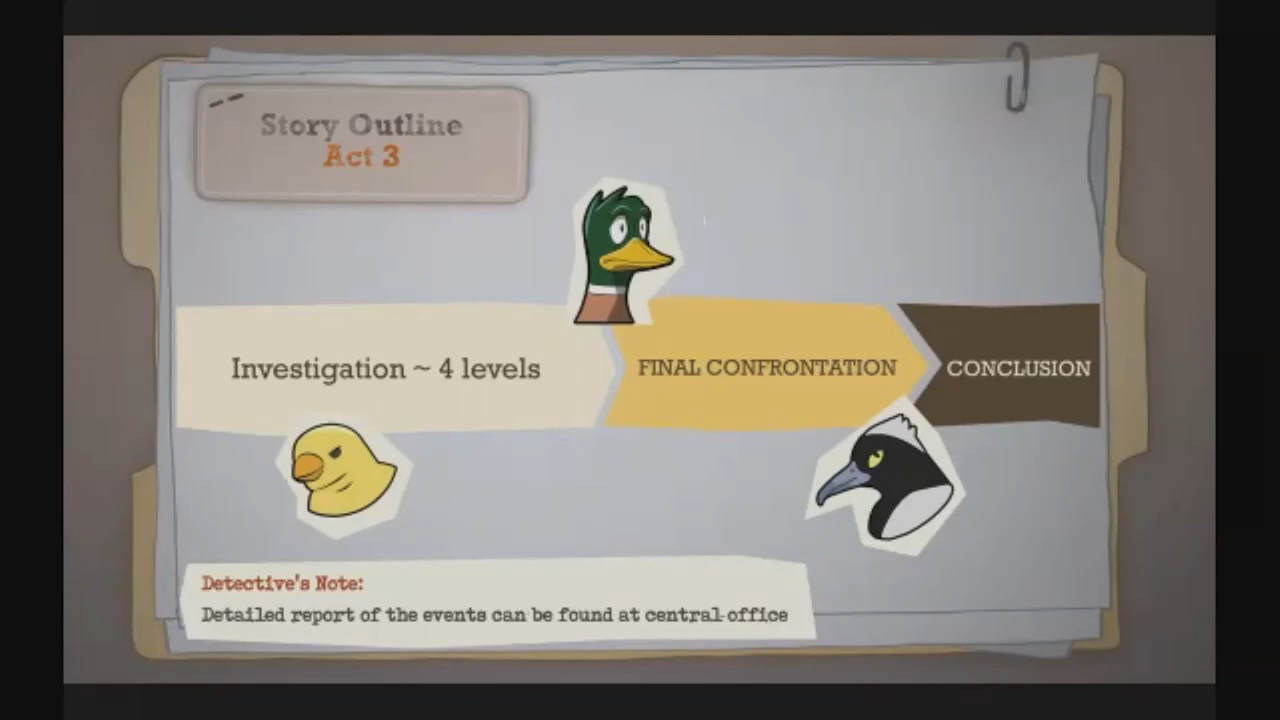 Story Outline
Act 3
Investigation ~ 4 levels
FINAL CONFRONTATION
CONCLUSION
Detective's Note:
Detailed report of the events can be found at central office